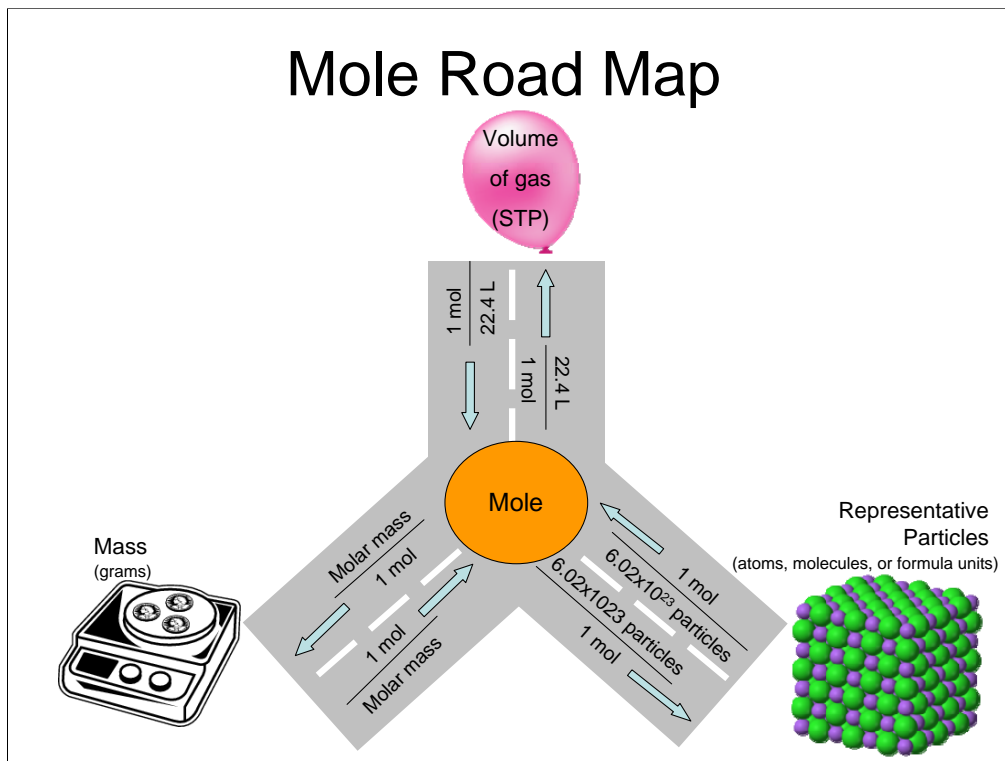 Mole Road Map
Volume
of gas
(STP)
1 mol
22.4 L
22.4 L
1 mol
Mole
Mass
(grams)
Molar mass
1 mol
1 mol
Molar mass
Representative
Particles
(atoms, molecules, or formula units)
1 mol
6.02x10²³ particles
6.02x1023 particles
1 mol